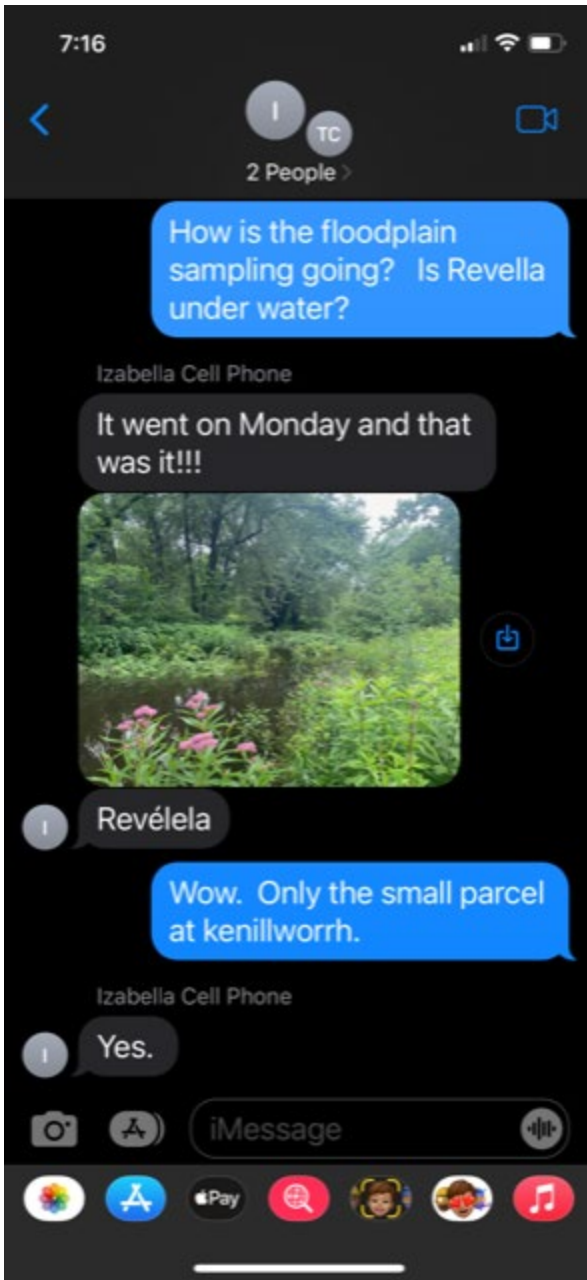 7:16
I
TC
2 People
How is the floodplain
sampling going?   Is Revella
under water?
Izabella Cell Phone
It went on Monday and that
was it!!!
I
Revélela
Wow.  Only the small parcel
at kenillworrh.
Izabella Cell Phone
I
Yes.
iMessage
Pay